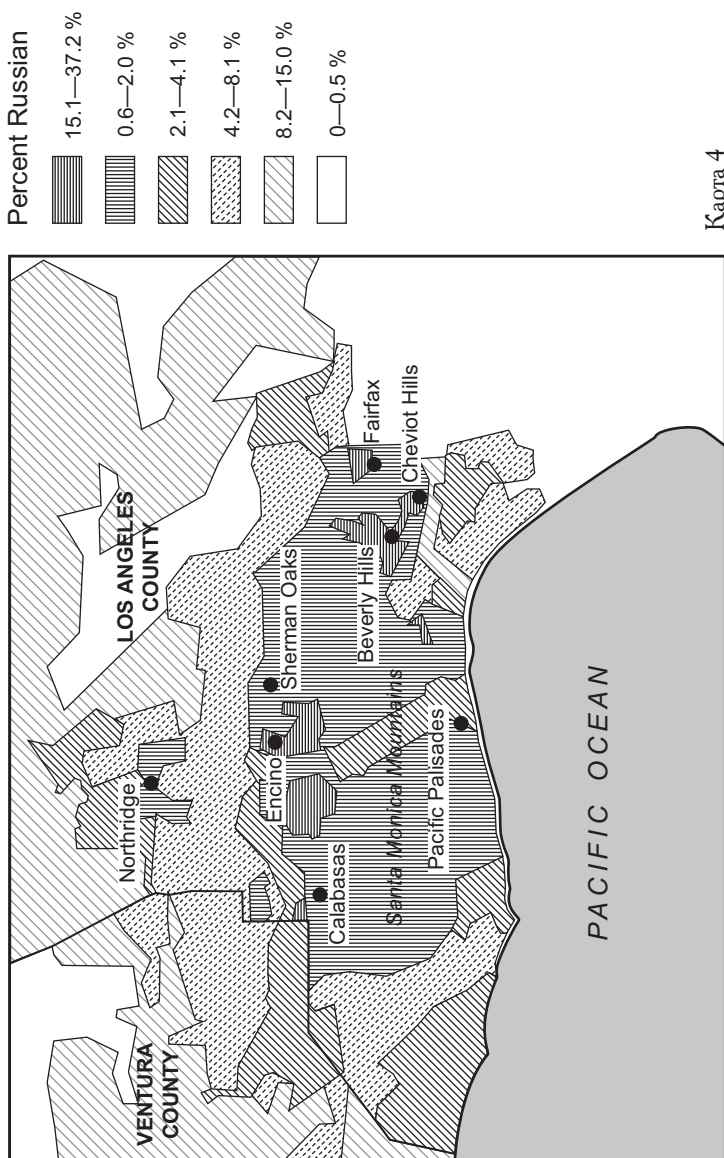 Percent Russian
15.1—37.2 %
0.6—2.0 %
2.1—4.1 %
4.2—8.1 %
8.2—15.0 %
0—0.5 %
LOS ANGELES
COUNTY
VENTURA
COUNTY
Northridge
Encino
Sherman Oaks
Calabasas
Santa Monica Mountains
Beverly Hills
Fairfax
Cheviot Hills
Pacific Palisades
PACIFIC OCEAN
Карта 4